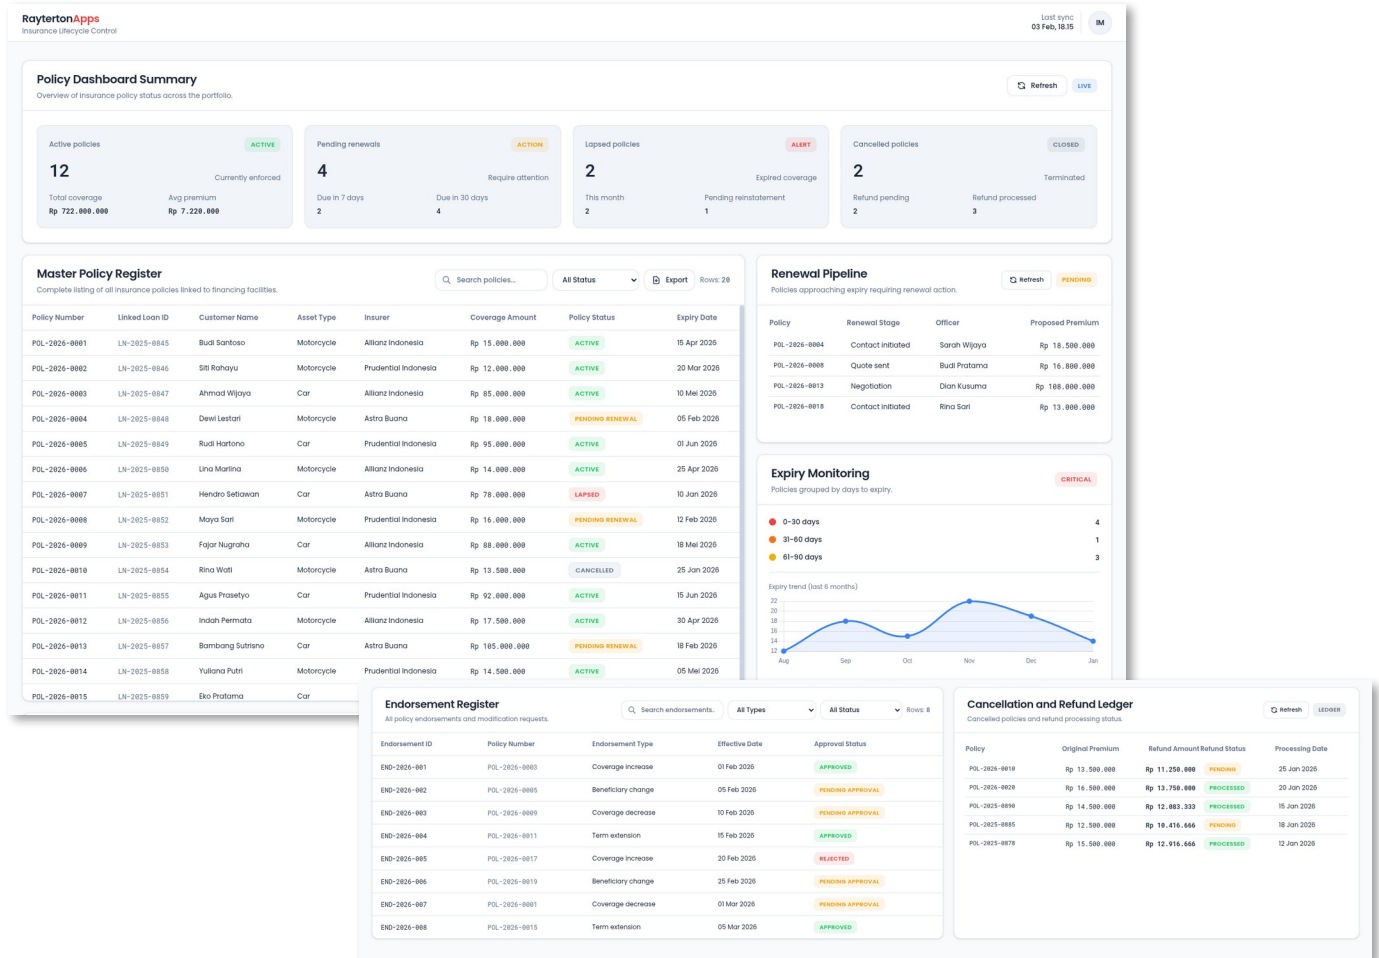 RaytertonApps
Insurance Lifecycle Control
Last sync
03 Feb, 18.15
IM
Policy Dashboard Summary
Overview of insurance policy status across the portfolio.
Refresh
LIVE
Active policies ACTIVE
12 Currently enforced
Total coverage Avg premium
Rp 722.000.000 Rp 7.220.000
Pending renewals ACTION
4 Require attention
Due in 7 days Due in 30 days
2 4
Lapsed policies ALERT
2 Expired coverage
This month Pending reinstatement
2 1
Cancelled policies CLOSED
2 Terminated
Refund pending Refund processed
2 3
Master Policy Register
Complete listing of all insurance policies linked to financing facilities.
Search policies... All Status Export Rows: 20
Policy Number Linked Loan ID Customer Name Asset Type Insurer Coverage Amount Policy Status Expiry Date
POL-2026-0001 LN-2025-0845 Budi Santoso Motorcycle Allianz Indonesia Rp 15.000.000 ACTIVE 15 Apr 2026
POL-2026-0002 LN-2025-0846 Siti Rahayu Motorcycle Prudential Indonesia Rp 12.000.000 ACTIVE 20 Mar 2026
POL-2026-0003 LN-2025-0847 Ahmad Wijaya Car Allianz Indonesia Rp 85.000.000 ACTIVE 10 Mei 2026
POL-2026-0004 LN-2025-0848 Dewi Lestari Motorcycle Astra Buana Rp 18.000.000 PENDING RENEWAL 05 Feb 2026
POL-2026-0005 LN-2025-0849 Rudi Hartono Car Prudential Indonesia Rp 95.000.000 ACTIVE 01 Jun 2026
POL-2026-0006 LN-2025-0850 Lina Marlina Motorcycle Allianz Indonesia Rp 14.000.000 ACTIVE 25 Apr 2026
POL-2026-0007 LN-2025-0851 Hendro Setiawan Car Astra Buana Rp 78.000.000 LAPSED 10 Jan 2026
POL-2026-0008 LN-2025-0852 Maya Sari Motorcycle Prudential Indonesia Rp 16.000.000 PENDING RENEWAL 12 Feb 2026
POL-2026-0009 LN-2025-0853 Fajar Nugraha Car Allianz Indonesia Rp 88.000.000 ACTIVE 18 Mei 2026
POL-2026-0010 LN-2025-0854 Rina Wati Motorcycle Astra Buana Rp 13.500.000 CANCELLED 25 Jan 2026
POL-2026-0011 LN-2025-0855 Agus Prasetyo Car Prudential Indonesia Rp 92.000.000 ACTIVE 15 Jun 2026
POL-2026-0012 LN-2025-0856 Indah Permata Motorcycle Allianz Indonesia Rp 17.500.000 ACTIVE 30 Apr 2026
POL-2026-0013 LN-2025-0857 Bambang Sutrisno Car Astra Buana Rp 105.000.000 PENDING RENEWAL 18 Feb 2026
POL-2026-0014 LN-2025-0858 Yuliana Putri Motorcycle Prudential Indonesia Rp 14.500.000 ACTIVE 05 Mei 2026
POL-2026-0015 LN-2025-0859 Eko Pratama Car
Renewal Pipeline
Policies approaching expiry requiring renewal action.
Refresh PENDING
Policy Renewal Stage Officer Proposed Premium
POL-2026-0004 Contact initiated Sarah Wijaya Rp 18.500.000
POL-2026-0008 Quote sent Budi Pratama Rp 16.800.000
POL-2026-0013 Negotiation Dian Kusuma Rp 108.000.000
POL-2026-0018 Contact initiated Rina Sari Rp 13.000.000
Expiry Monitoring
Policies grouped by days to expiry.
CRITICAL
0-30 days 4
31-60 days 1
61-90 days 3
Expiry trend (last 6 months)
22
20
18
16
14
12
Aug Sep Oct Nov Dec Jan
Endorsement Register
All policy endorsements and modification requests.
Search endorsements.. All Types All Status Rows: 8
Endorsement ID Policy Number Endorsement Type Effective Date Approval Status
END-2026-001 POL-2026-0003 Coverage increase 01 Feb 2026 APPROVED
END-2026-002 POL-2026-0005 Beneficiary change 05 Feb 2026 PENDING APPROVAL
END-2026-003 POL-2026-0009 Coverage decrease 10 Feb 2026 PENDING APPROVAL
END-2026-004 POL-2026-0011 Term extension 15 Feb 2026 APPROVED
END-2026-005 POL-2026-0017 Coverage increase 20 Feb 2026 REJECTED
END-2026-006 POL-2026-0019 Beneficiary change 25 Feb 2026 PENDING APPROVAL
END-2026-007 POL-2026-0001 Coverage decrease 01 Mar 2026 PENDING APPROVAL
END-2026-008 POL-2026-0015 Term extension 05 Mar 2026 APPROVED
Cancellation and Refund Ledger
Cancelled policies and refund processing status.
Refresh LEDGER
Policy Original Premium Refund Amount Refund Status Processing Date
POL-2026-0010 Rp 13.500.000 Rp 11.250.000 PENDING 25 Jan 2026
POL-2026-0020 Rp 16.500.000 Rp 13.750.000 PROCESSED 20 Jan 2026
POL-2025-0890 Rp 14.500.000 Rp 12.083.333 PROCESSED 15 Jan 2026
POL-2025-0885 Rp 12.500.000 Rp 10.416.666 PENDING 18 Jan 2026
POL-2025-0878 Rp 15.500.000 Rp 12.916.666 PROCESSED 12 Jan 2026